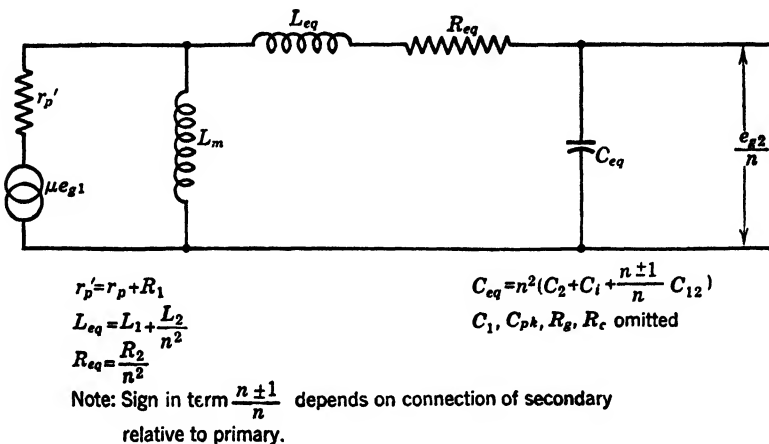 L_eq
R_eq
r_p'
L_m
μe_g1
C_eq
e_g2/n
r_p'=r_p+R_1
L_eq=L_1+L_2/n^2
R_eq=R_2/n^2
C_eq=n^2(C_2+C_i+n±1/n C_12)
C_1, C_pk, R_g, R_c omitted
Note: Sign in term n±1/n depends on connection of secondary
relative to primary.